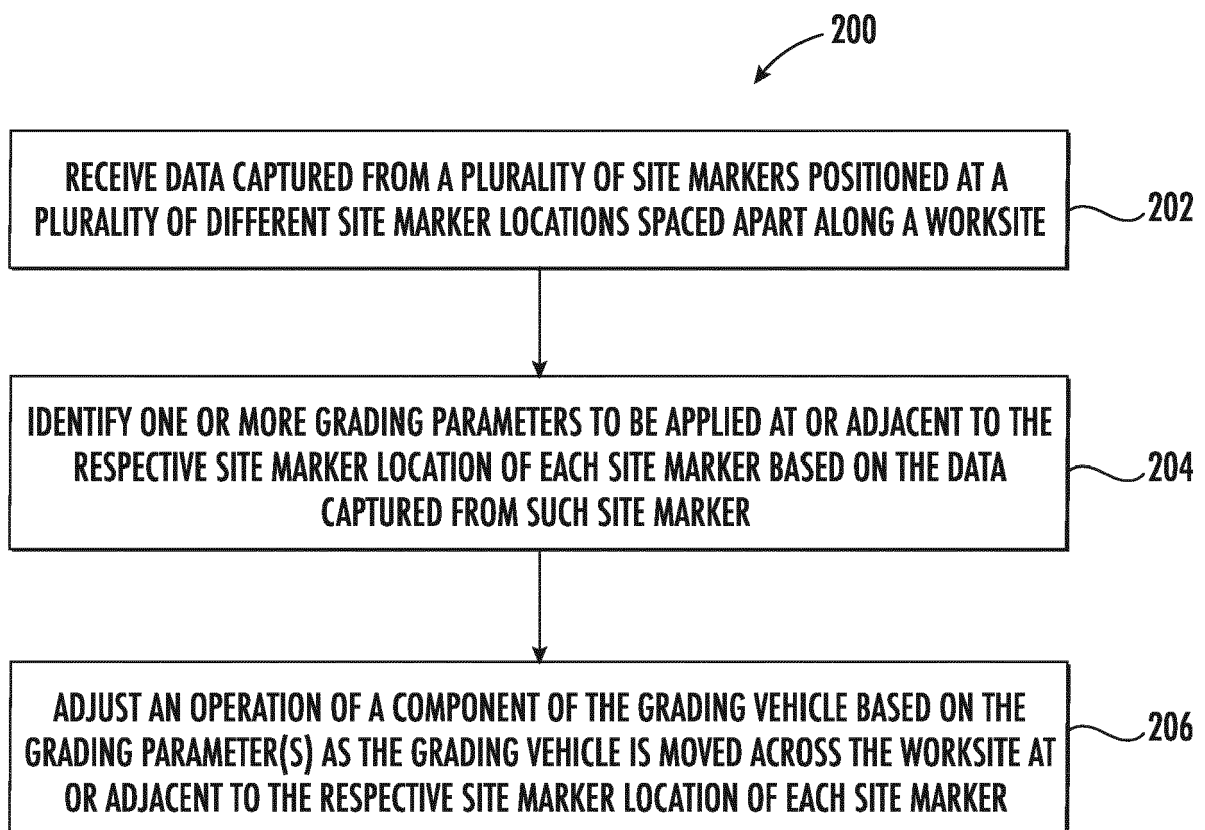 200
RECEIVE DATA CAPTURED FROM A PLURALITY OF SITE MARKERS POSITIONED AT A
PLURALITY OF DIFFERENT SITE MARKER LOCATIONS SPACED APART ALONG A WORKSITE
202
IDENTIFY ONE OR MORE GRADING PARAMETERS TO BE APPLIED AT OR ADJACENT TO THE
RESPECTIVE SITE MARKER LOCATION OF EACH SITE MARKER BASED ON THE DATA
CAPTURED FROM SUCH SITE MARKER
204
ADJUST AN OPERATION OF A COMPONENT OF THE GRADING VEHICLE BASED ON THE
GRADING PARAMETER(S) AS THE GRADING VEHICLE IS MOVED ACROSS THE WORKSITE AT
OR ADJACENT TO THE RESPECTIVE SITE MARKER LOCATION OF EACH SITE MARKER
206